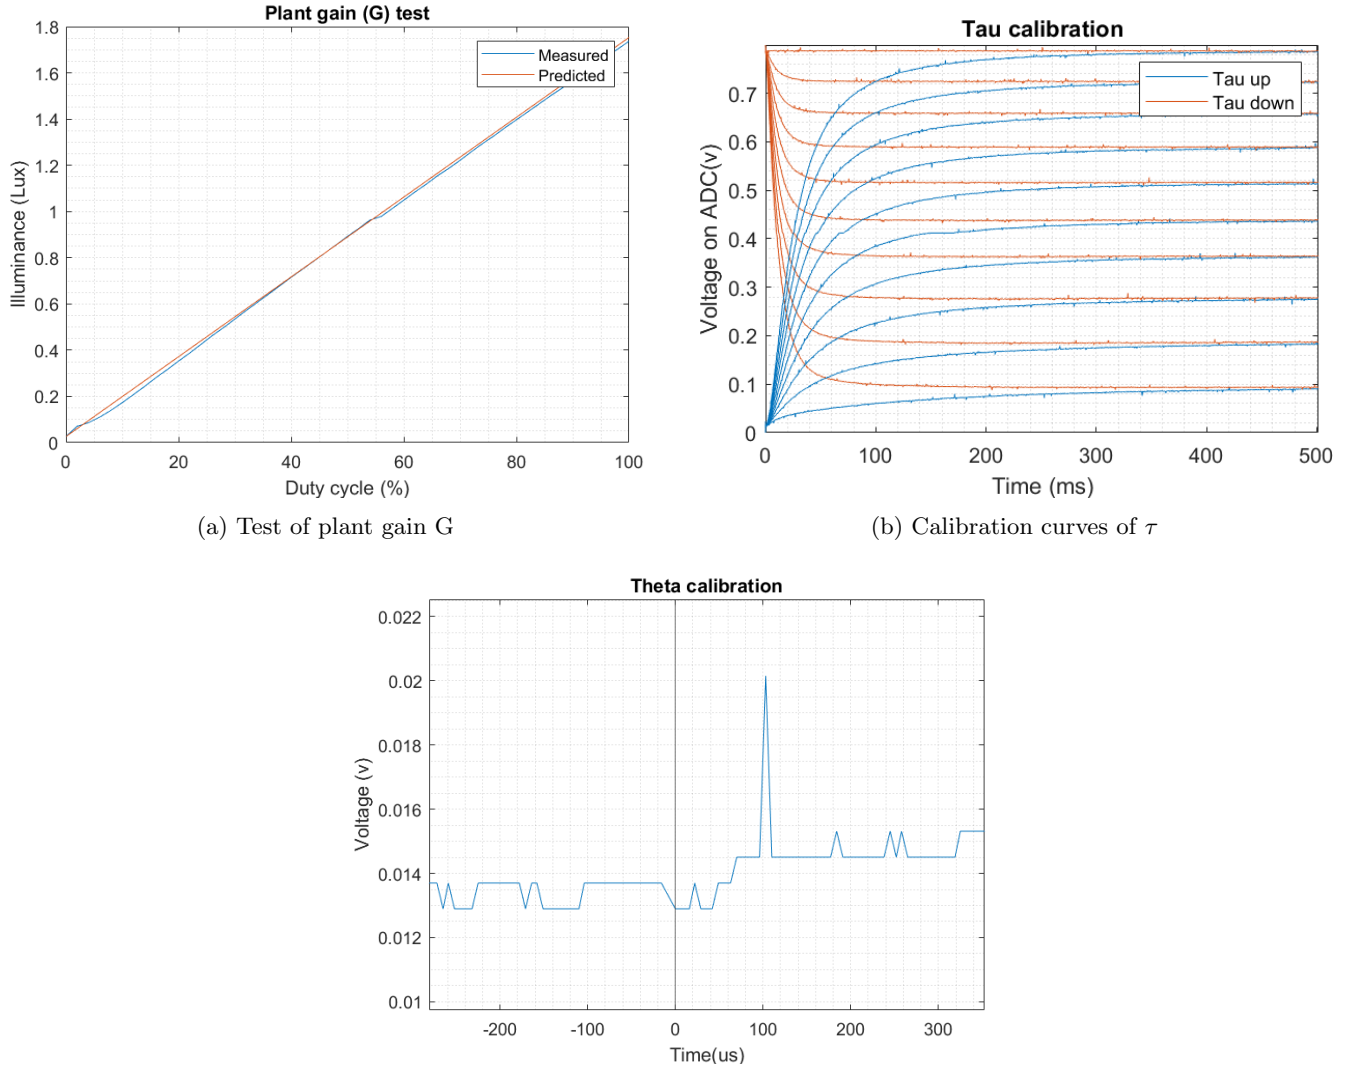 Plant gain (G) test
1.8
1.6
1.4
1.2
1
0.8
0.6
0.4
0.2
0
Illuminance (Lux)
Measured
Predicted
0 20 40 60 80 100
Duty cycle (%)
(a) Test of plant gain G
Tau calibration
0.7
0.6
0.5
0.4
0.3
0.2
0.1
0
Voltage on ADC(v)
Tau up
Tau down
0 100 200 300 400 500
Time (ms)
(b) Calibration curves of τ
Theta calibration
0.022
0.02
0.018
0.016
0.014
0.012
0.01
Voltage (v)
-200 -100 0 100 200 300
Time(us)